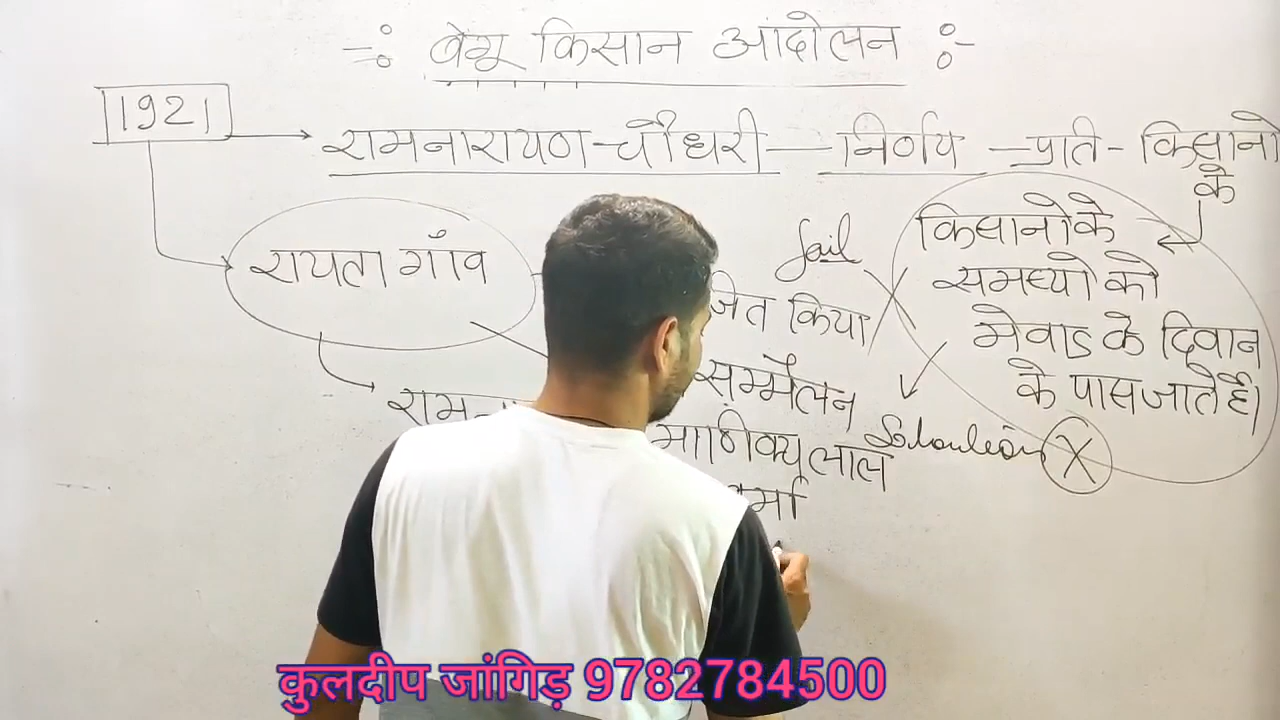 -: बेगू किसान आंदोलन :-
1921
रामनारायण-चौधरी — निर्णय — प्रति - किसानो के
रायता गाँव
Jail
किसानो के
समस्यो को
मेवाड के दिवान
के पास जाते है।
जित किया
सम्मैलन
माणिक्य लाल
र्मा
राम
X
कुलदीप जांगिड़ 9782784500